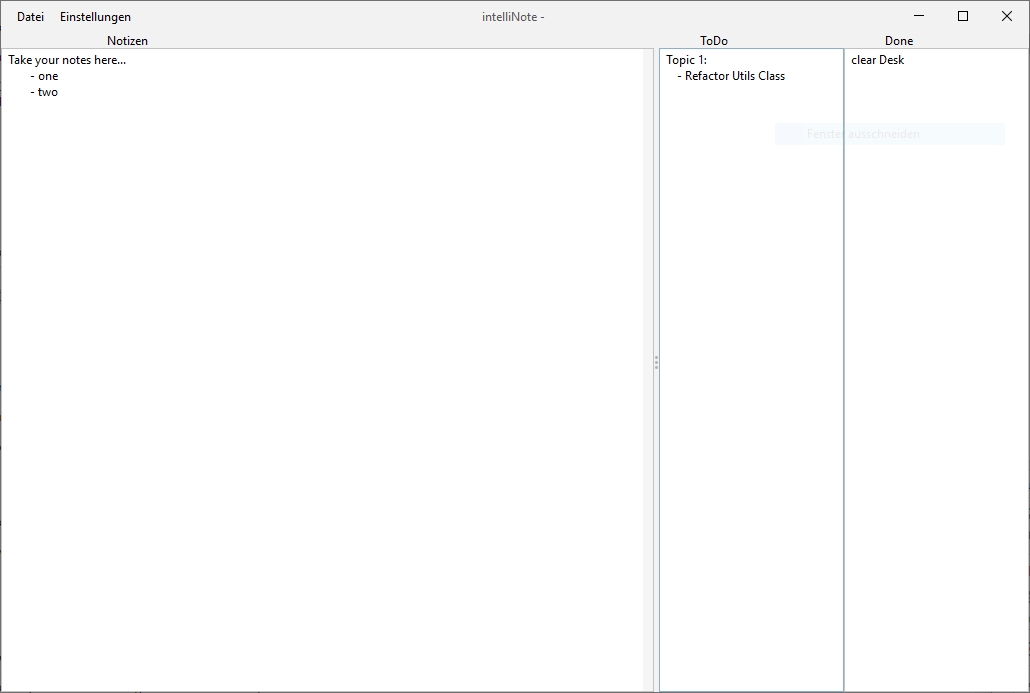 Datei Einstellungen intelliNote -
Notizen ToDo Done
Take your notes here...
- one
- two
Topic 1:
- Refactor Utils Class
clear Desk
Fenster ausschneiden